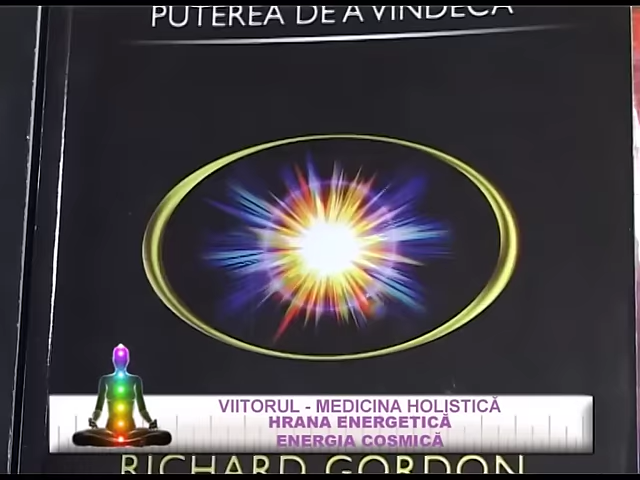 PUTEREA DE A VINDECA
VIITORUL - MEDICINA HOLISTICĂ
HRANA ENERGETICĂ
ENERGIA COSMICĂ
RICHARD GORDON